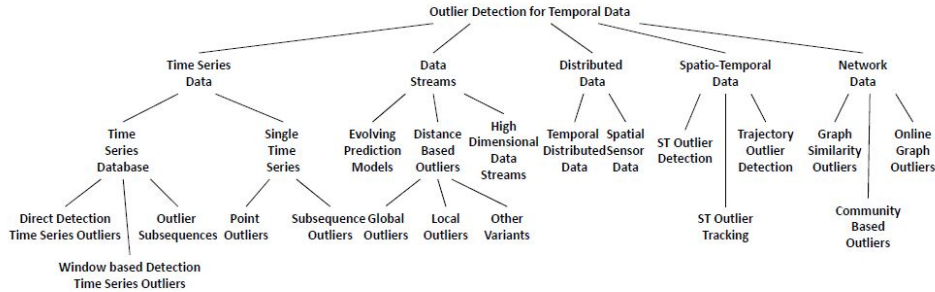 Outlier Detection for Temporal Data
Time Series
Data
Data
Streams
Distributed
Data
Spatio-Temporal
Data
Network
Data
Time
Series
Database
Single
Time
Series
Evolving
Prediction
Models
Distance
Based
Outliers
High
Dimensional
Data
Streams
Temporal
Distributed
Data
Spatial
Sensor
Data
ST Outlier
Detection
Trajectory
Outlier
Detection
Graph
Similarity
Outliers
Online
Graph
Outliers
Direct Detection
Time Series Outliers
Outlier
Subsequences
Point
Outliers
Subsequence
Outliers
Global
Outliers
Local
Outliers
Other
Variants
ST Outlier
Tracking
Community
Based
Outliers
Window based Detection
Time Series Outliers